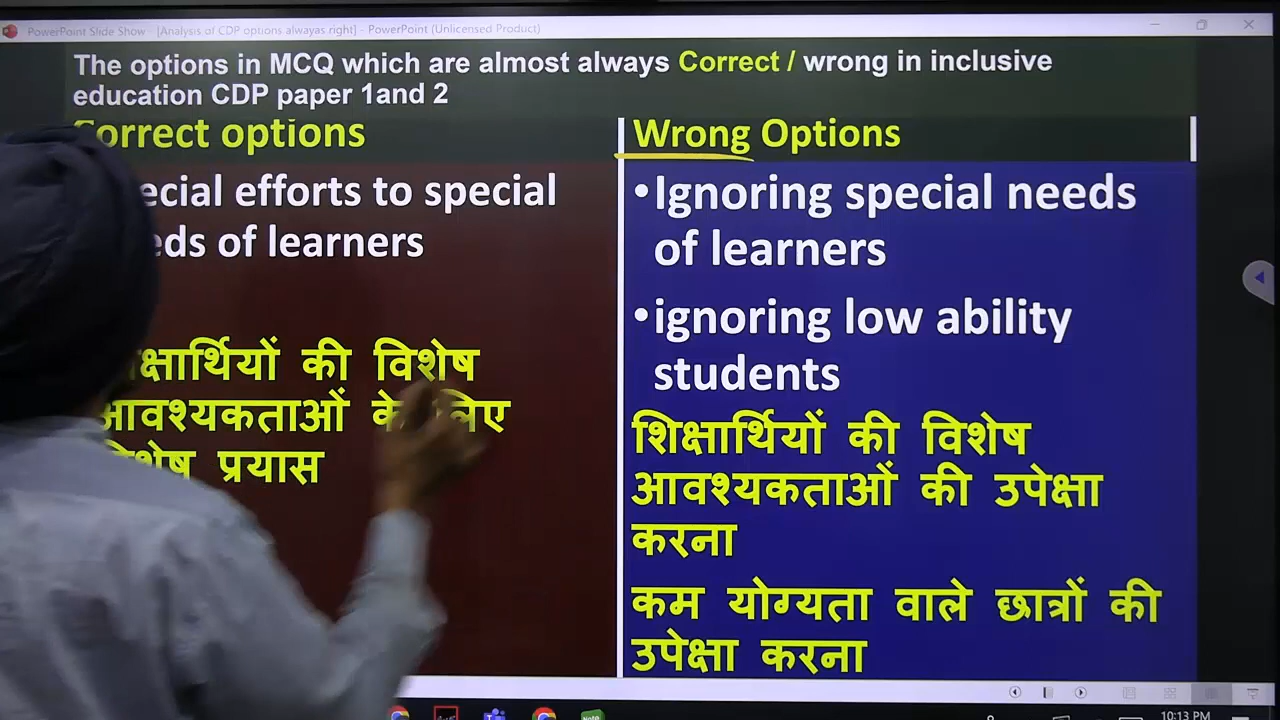 PowerPoint Slide Show - [Analysis of CDP options alwayas right] - PowerPoint (Unlicensed Product)
The options in MCQ which are almost always Correct / wrong in inclusive
education CDP paper 1and 2
Correct options
ecial efforts to special
eds of learners
क्षार्थियों की विशेष
आवश्यकताओं के लिए
विशेष प्रयास
Wrong Options
•Ignoring special needs
of learners
•ignoring low ability
students
शिक्षार्थियों की विशेष
आवश्यकताओं की उपेक्षा
करना
कम योग्यता वाले छात्रों की
उपेक्षा करना
10:13 PM